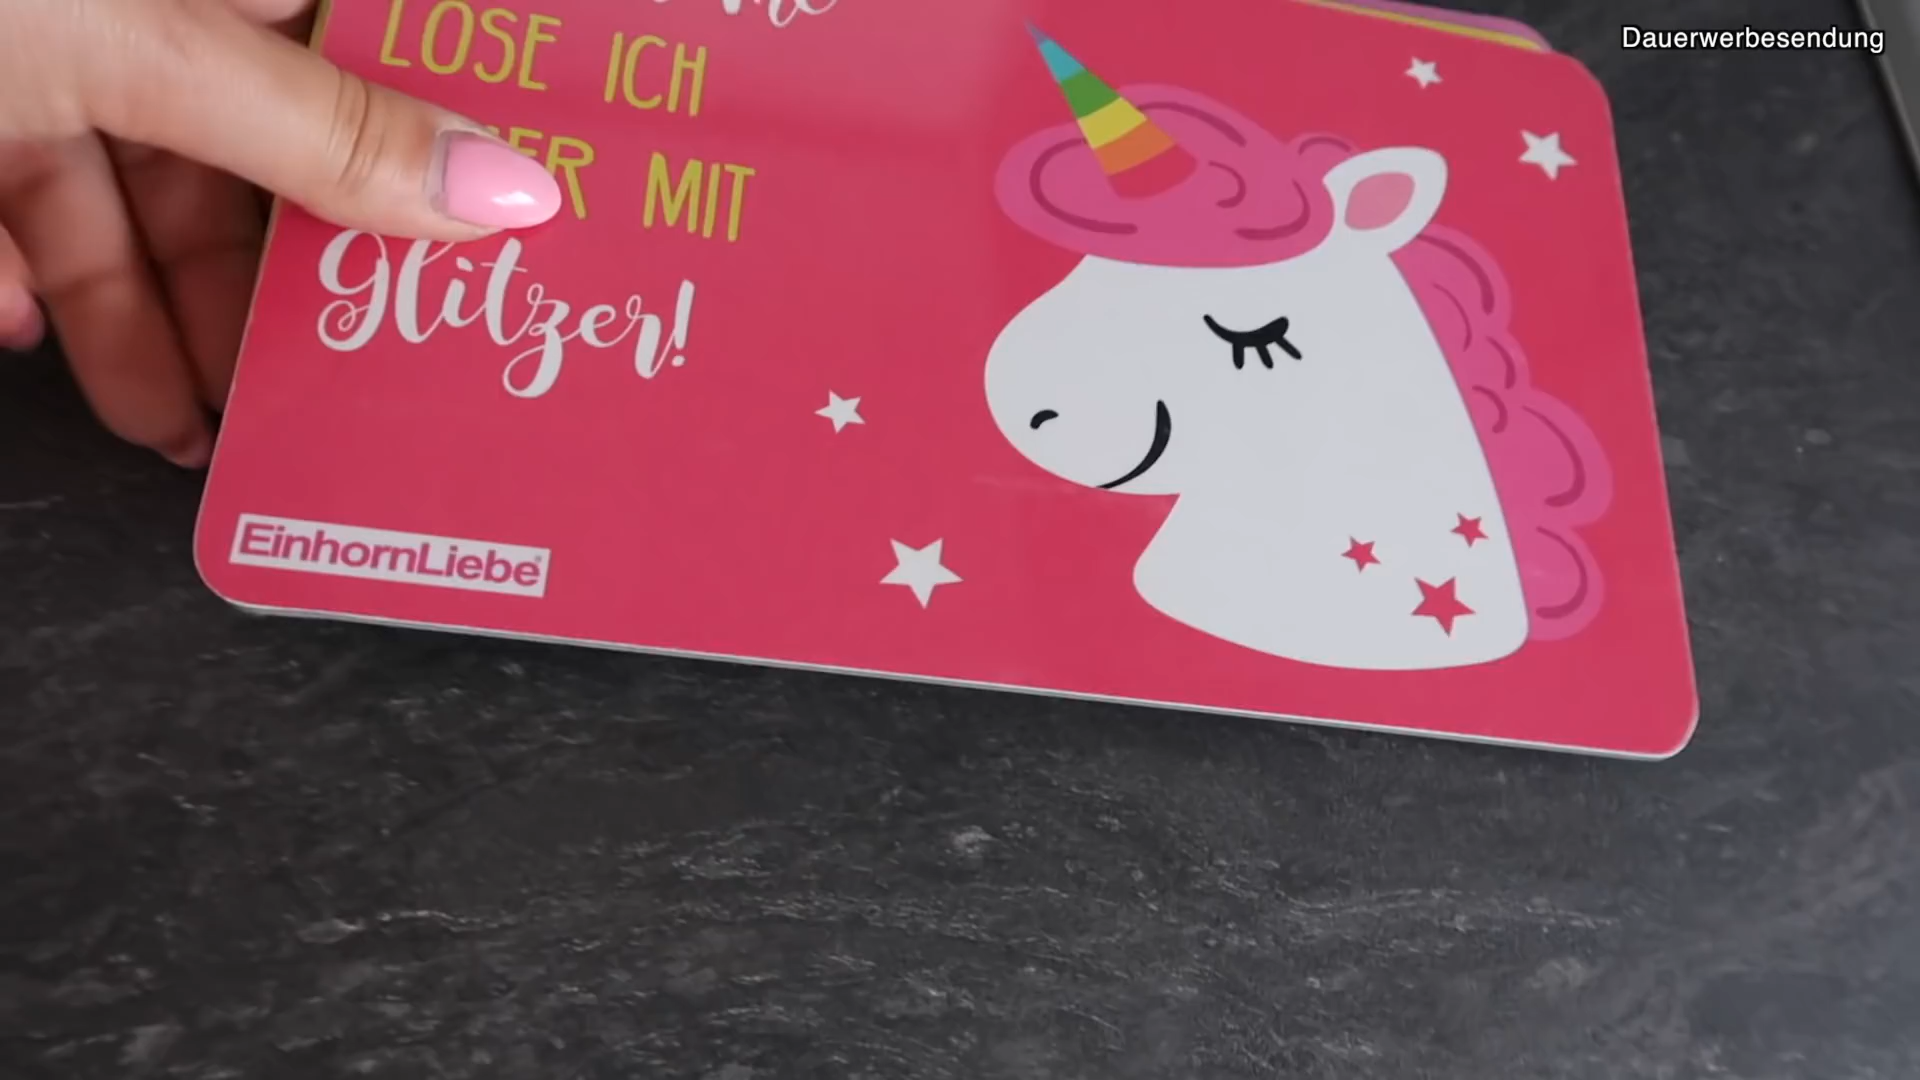 Dauerwerbesendung
LÖSE ICH
MIT
Glitzer!
EinhornLiebe®